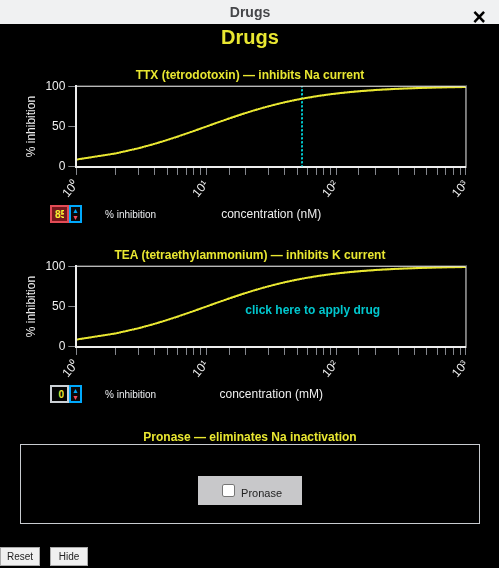 Drugs
×
Drugs
TTX (tetrodotoxin) — inhibits Na current
% inhibition
100
50
0
10⁰
10¹
10²
10³
85
% inhibition
concentration (nM)
TEA (tetraethylammonium) — inhibits K current
% inhibition
100
50
0
click here to apply drug
10⁰
10¹
10²
10³
0
% inhibition
concentration (mM)
Pronase — eliminates Na inactivation
Pronase
Reset
Hide